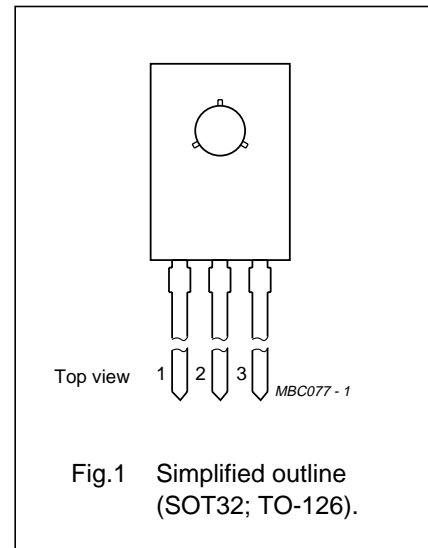 Top view 1 2 3 MBC077 - 1
Fig.1 Simplified outline
(SOT32; TO-126).